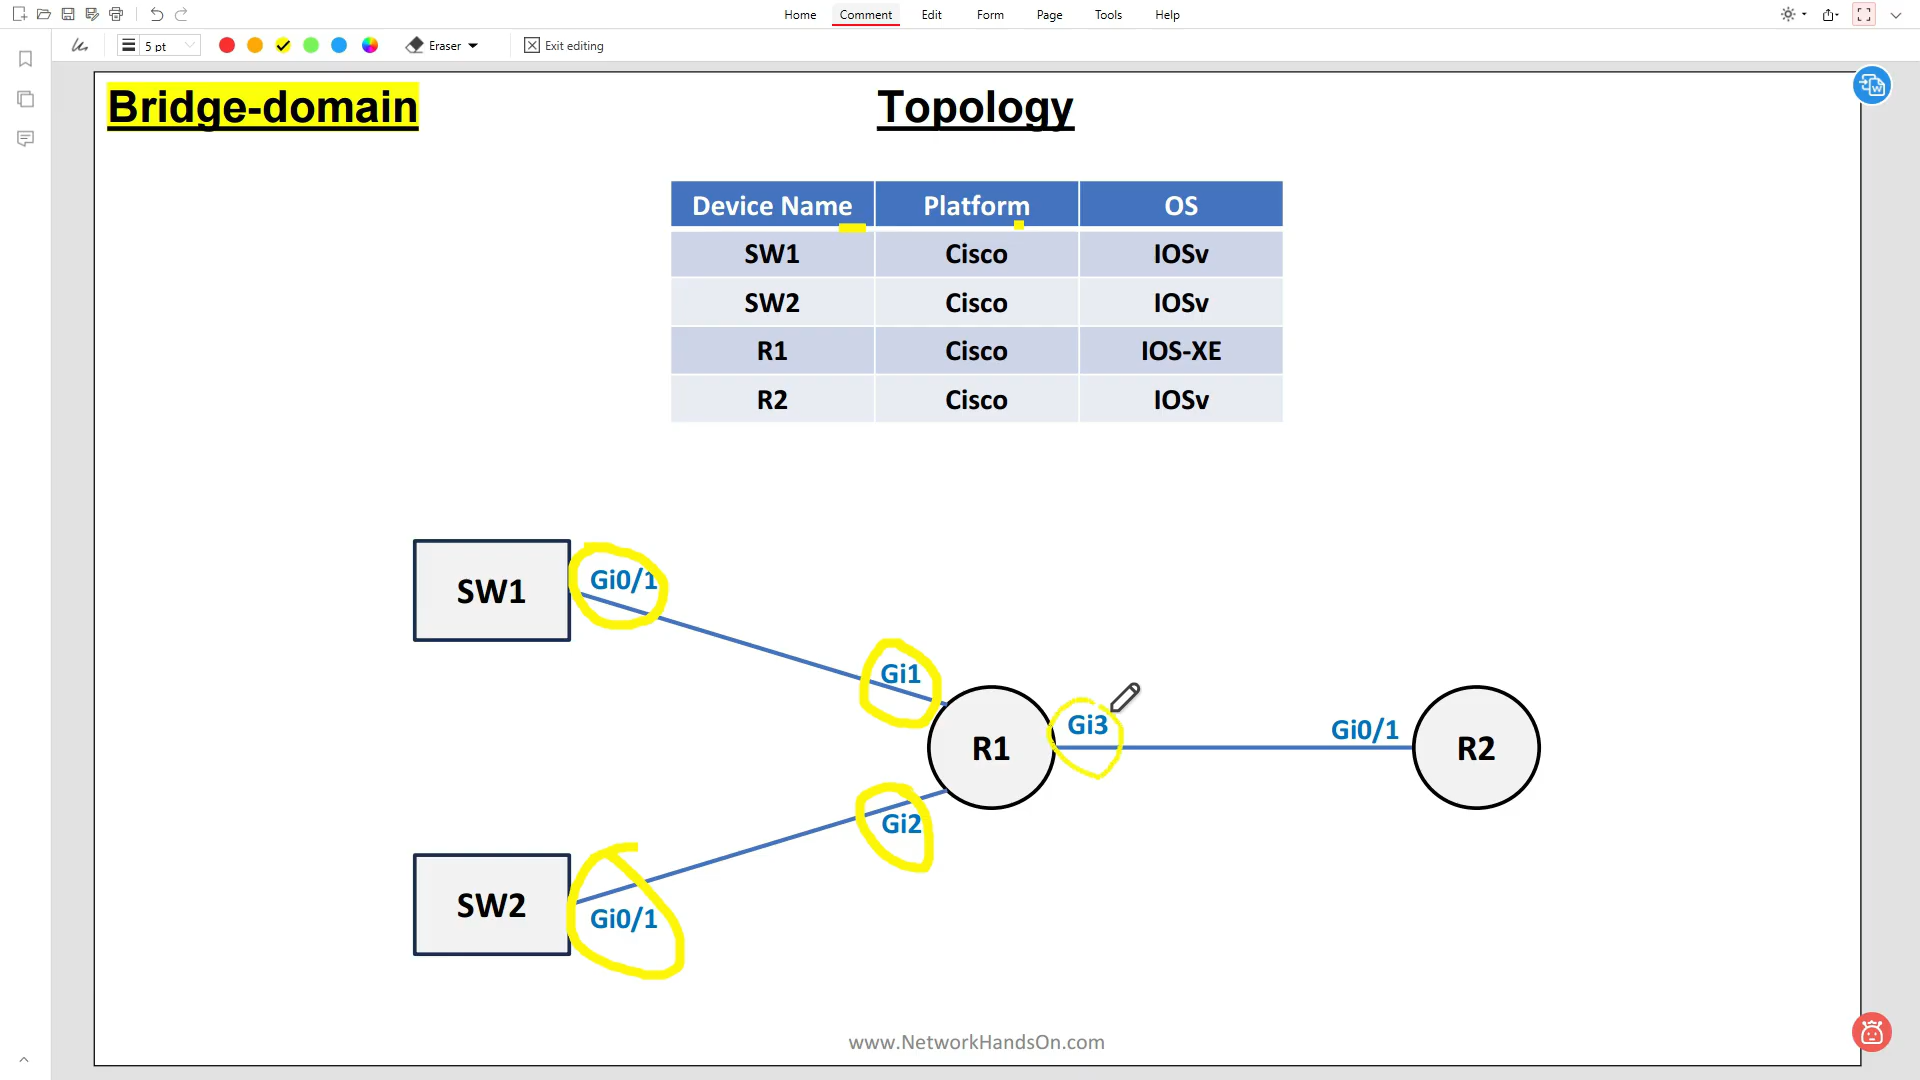 Home Comment Edit Form Page Tools Help
5 pt Eraser Exit editing
Bridge-domain
Topology
Device Name Platform OS
SW1 Cisco IOSv
SW2 Cisco IOSv
R1 Cisco IOS-XE
R2 Cisco IOSv
SW1
Gi0/1
Gi1
R1
Gi3
Gi0/1
R2
Gi2
SW2
Gi0/1
www.NetworkHandsOn.com